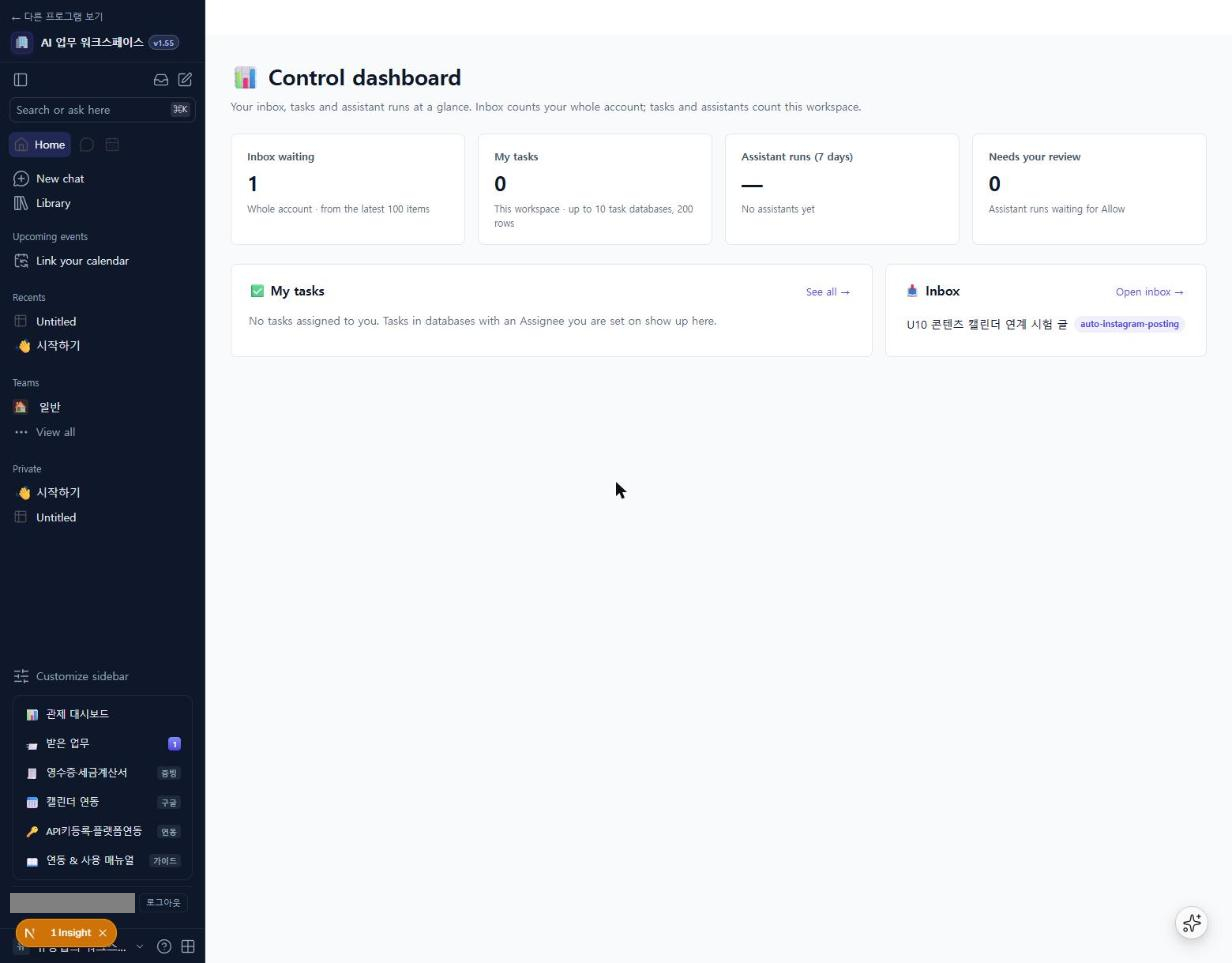 ← 다른 프로그램 보기
AI 업무 워크스페이스 v1.55
Search or ask here ⌘K
Home
New chat
Library
Upcoming events
Link your calendar
Recents
Untitled
시작하기
Teams
일반
View all
Private
시작하기
Untitled
Customize sidebar
관제 대시보드
받은 업무 1
영수증·세금계산서 증빙
캘린더 연동 구글
API키등록·플랫폼연동 연동
연동 & 사용 매뉴얼 가이드
로그아웃
N 1 Insight ×
Control dashboard
Your inbox, tasks and assistant runs at a glance. Inbox counts your whole account; tasks and assistants count this workspace.
Inbox waiting
1
Whole account · from the latest 100 items
My tasks
0
This workspace · up to 10 task databases, 200
rows
Assistant runs (7 days)
—
No assistants yet
Needs your review
0
Assistant runs waiting for Allow
My tasks
See all →
No tasks assigned to you. Tasks in databases with an Assignee you are set on show up here.
Inbox
Open inbox →
U10 콘텐츠 캘린더 연계 시험 글 auto-instagram-posting